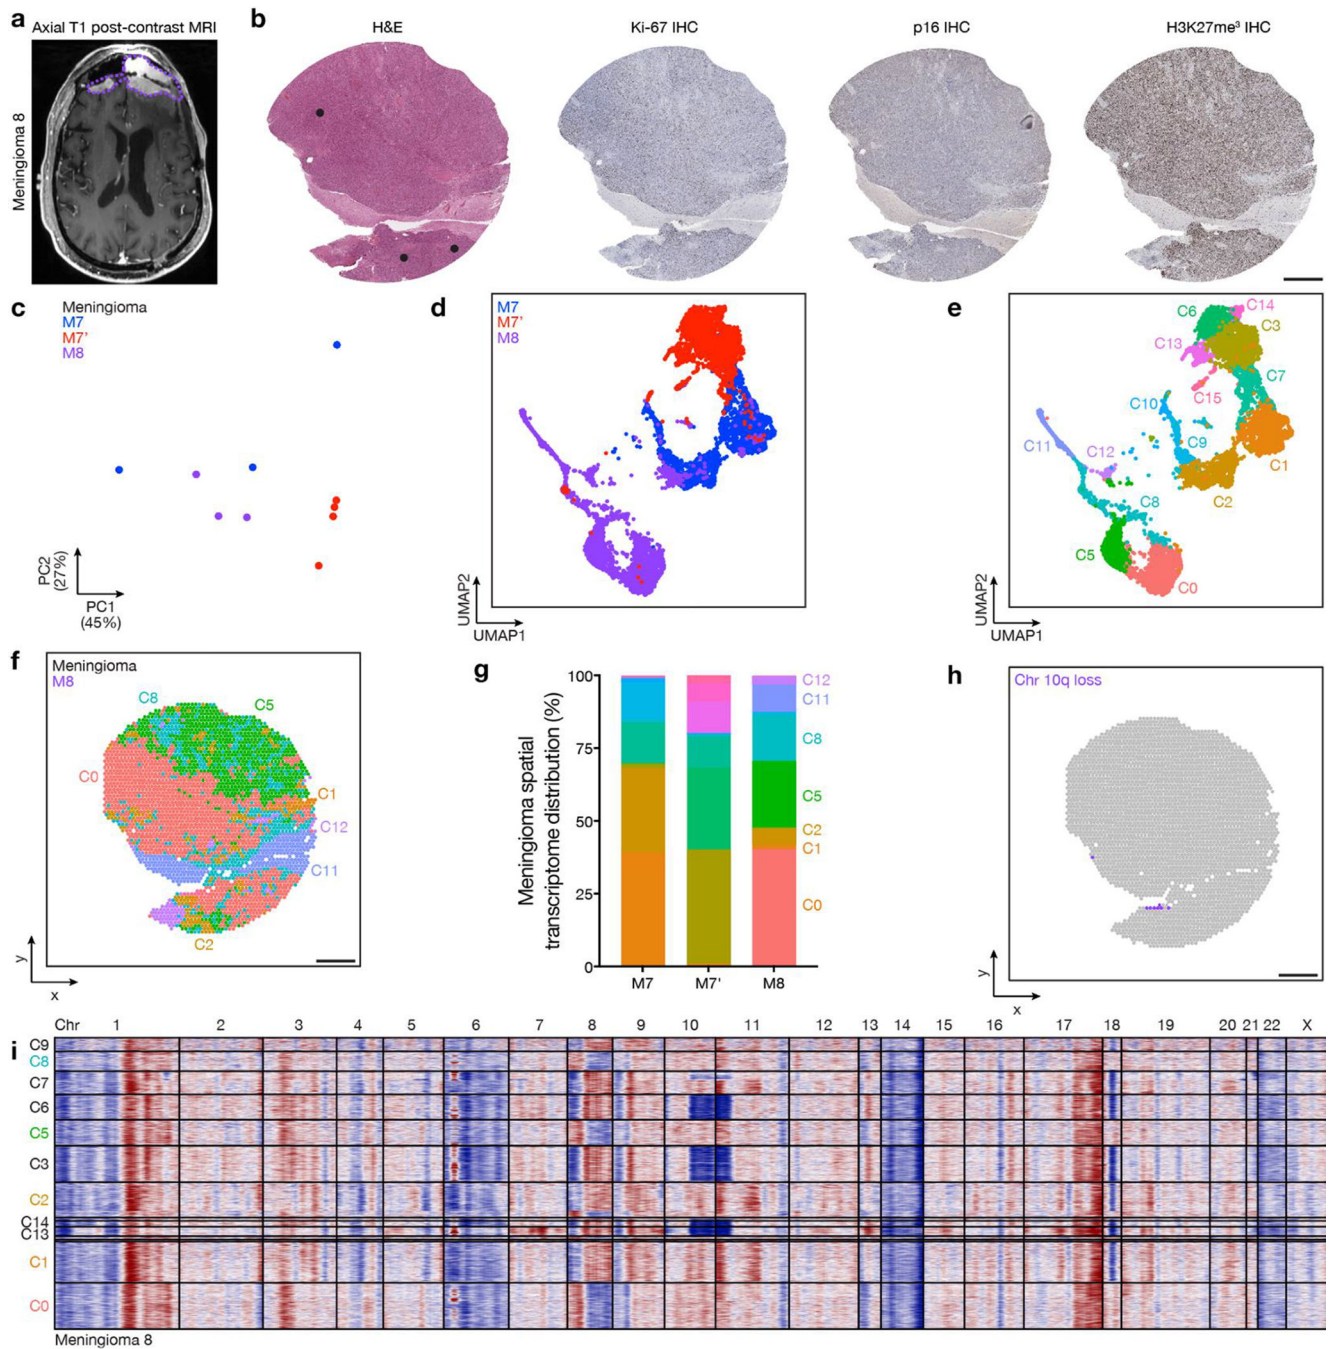 a
Axial T1 post-contrast MRI
Meningioma 8
b
H&E
Ki-67 IHC
p16 IHC
H3K27me³ IHC
c
Meningioma
M7
M7'
M8
PC2
(27%)
PC1
(45%)
d
M7
M7'
M8
UMAP2
UMAP1
e
C6
C14
C3
C13
C7
C15
C10
C9
C11
C12
C1
C2
C8
C5
C0
UMAP2
UMAP1
f
Meningioma
M8
C8
C5
C0
C1
C12
C11
C2
y
x
g
Meningioma spatial
transcriptome distribution (%)
100
75
50
25
0
M7
M7'
M8
C12
C11
C8
C5
C2
C1
C0
h
Chr 10q loss
y
x
i
Chr 1 2 3 4 5 6 7 8 9 10 11 12 13 14 15 16 17 18 19 20 21 22 X
C9
C8
C7
C6
C5
C3
C2
C14
C13
C1
C0
Meningioma 8